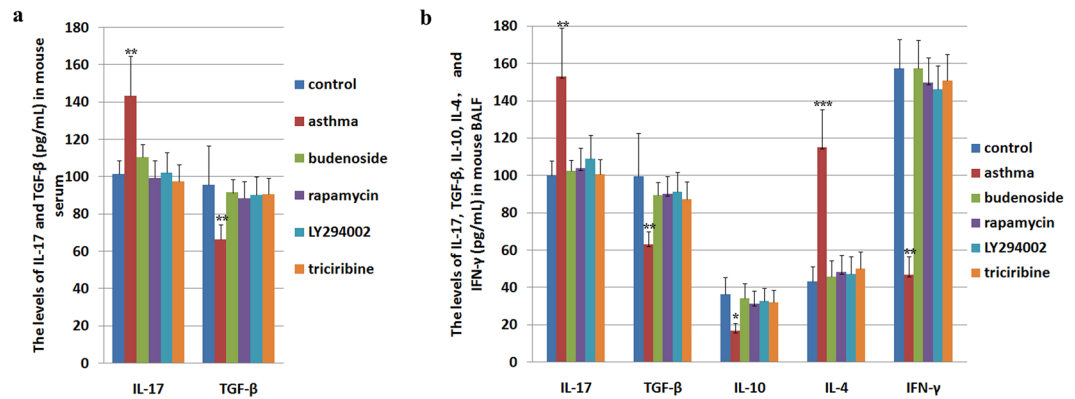 a
The levels of IL-17 and TGF-β (pg/mL) in mouse
serum
180
160
140
120
100
80
60
40
20
0
**
**
IL-17 TGF-β
control
asthma
budenoside
rapamycin
LY294002
triciribine
b
The levels of IL-17, TGF-β, IL-10, IL-4, and
IFN-γ (pg/mL) in mouse BALF
180
160
140
120
100
80
60
40
20
0
**
**
*
***
**
IL-17 TGF-β IL-10 IL-4 IFN-γ
control
asthma
budenoside
rapamycin
LY294002
triciribine